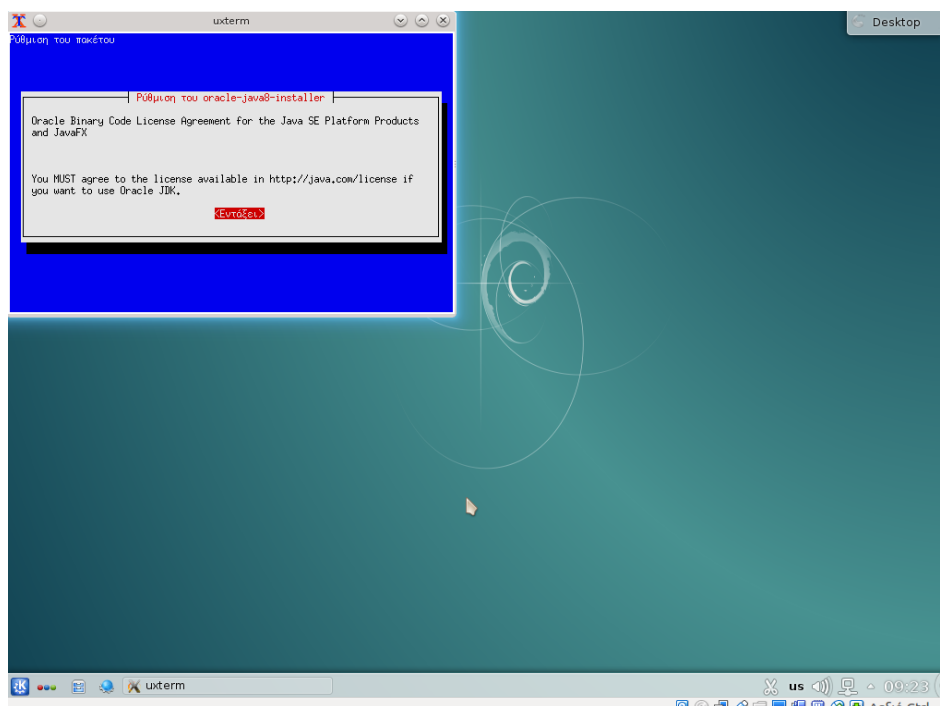 uxterm
Desktop
Ρύθμιση του πακέτου
Ρύθμιση του oracle-java8-installer
Oracle Binary Code License Agreement for the Java SE Platform Products
and JavaFX
You MUST agree to the license available in http://java.com/license if
you want to use Oracle JDK.
<Εντάξει>
uxterm
us
09:23
Δεξιό Ctrl